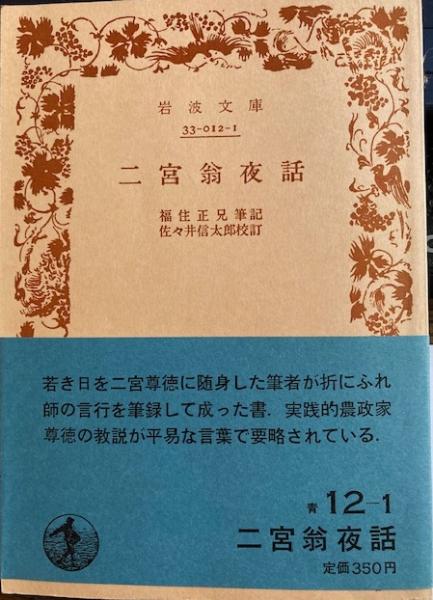 岩波文庫
33-012-1
二宮翁夜話
福住正兄筆記
佐々井信太郎校訂
若き日を二宮尊徳に随身した筆者が折にふれ
師の言行を筆録して成った書．実践的農政家
尊徳の教説が平易な言葉で要略されている．
青 12-1
二宮翁夜話
定価350円